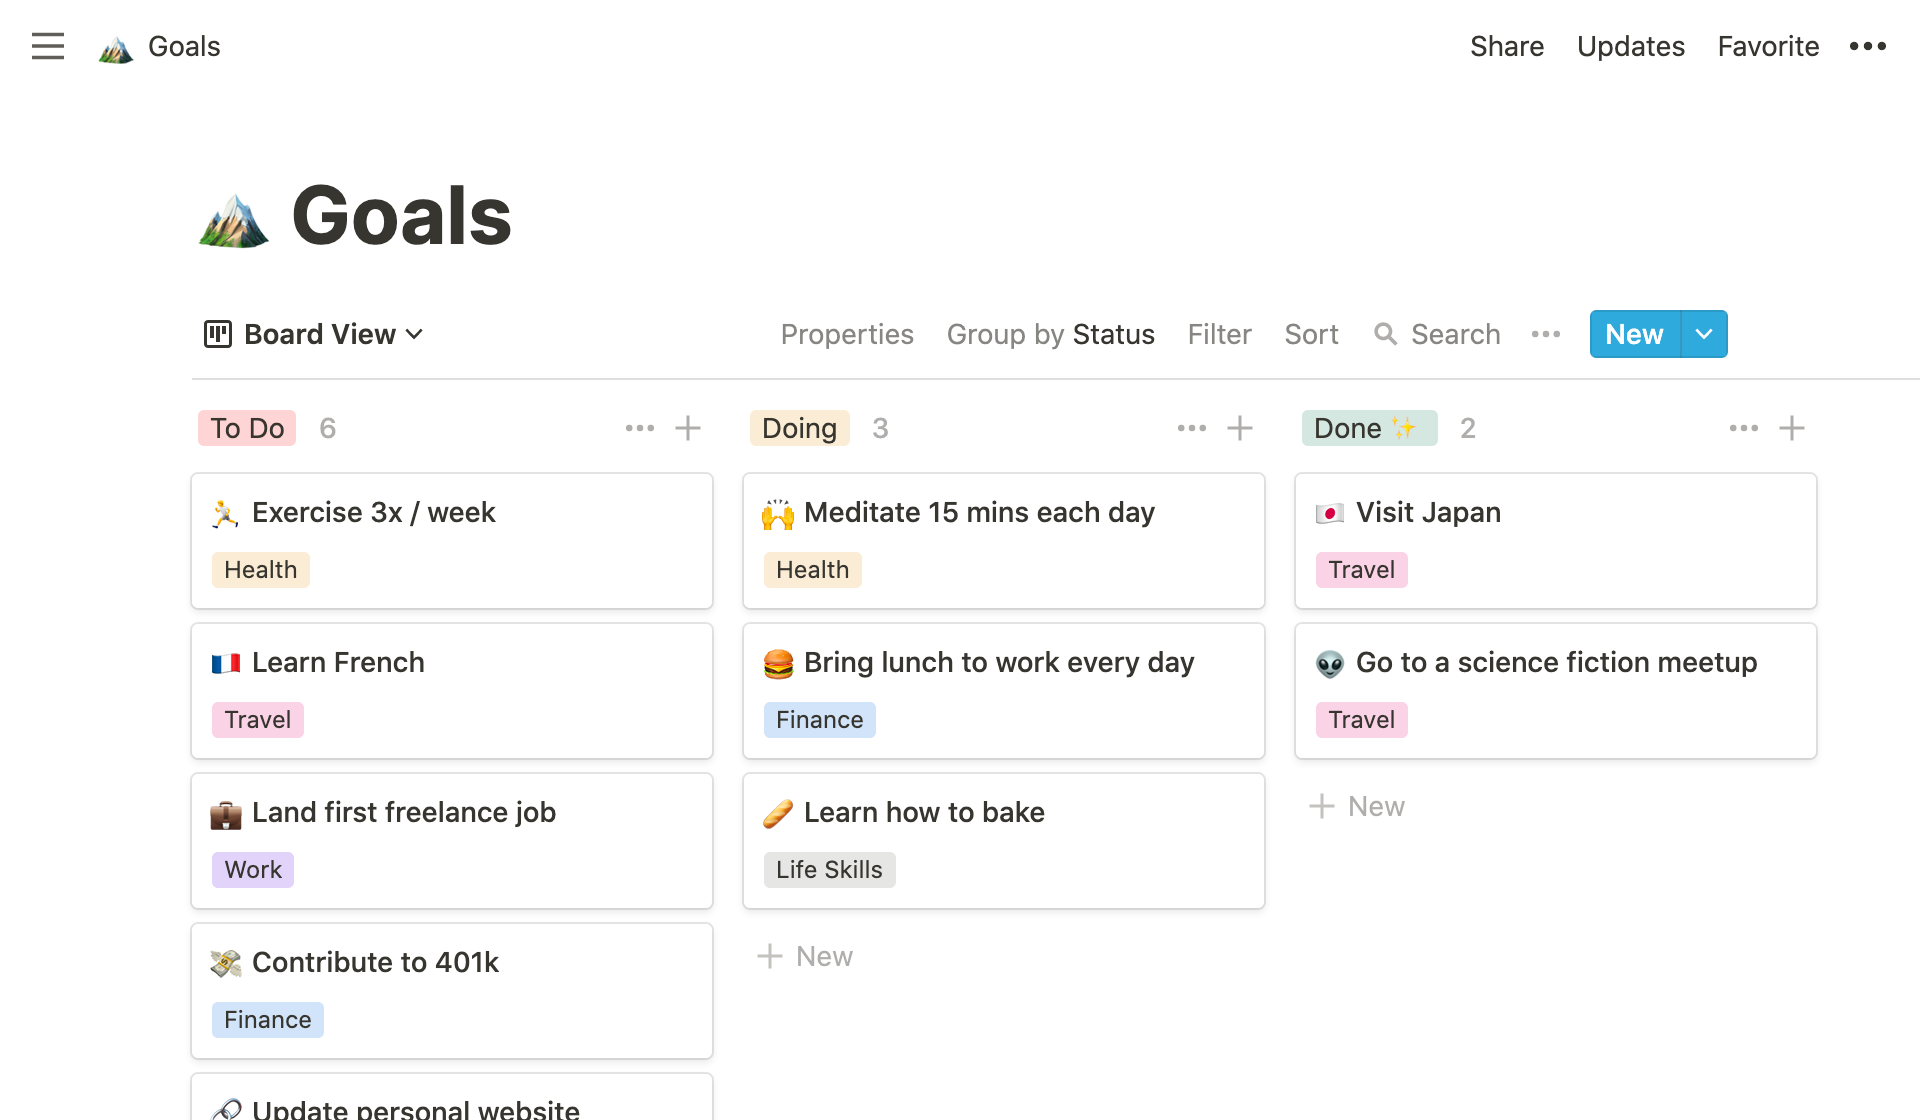 Goals
Share Updates Favorite
Goals
Board View
Properties Group by Status Filter Sort Search New
To Do 6
Exercise 3x / week
Health
Learn French
Travel
Land first freelance job
Work
Contribute to 401k
Finance
Update personal website
Doing 3
Meditate 15 mins each day
Health
Bring lunch to work every day
Finance
Learn how to bake
Life Skills
New
Done ✨ 2
Visit Japan
Travel
Go to a science fiction meetup
Travel
New